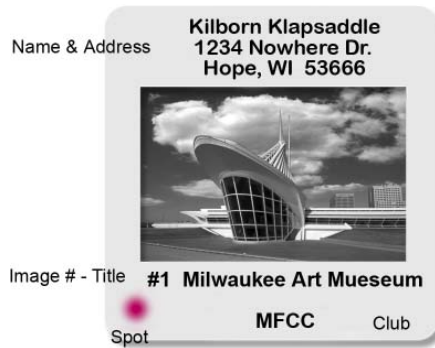 Kilborn Klapsaddle
Name & Address 1234 Nowhere Dr.
Hope, WI 53666
Image # - Title #1 Milwaukee Art Mueseum
MFCC Club
Spot